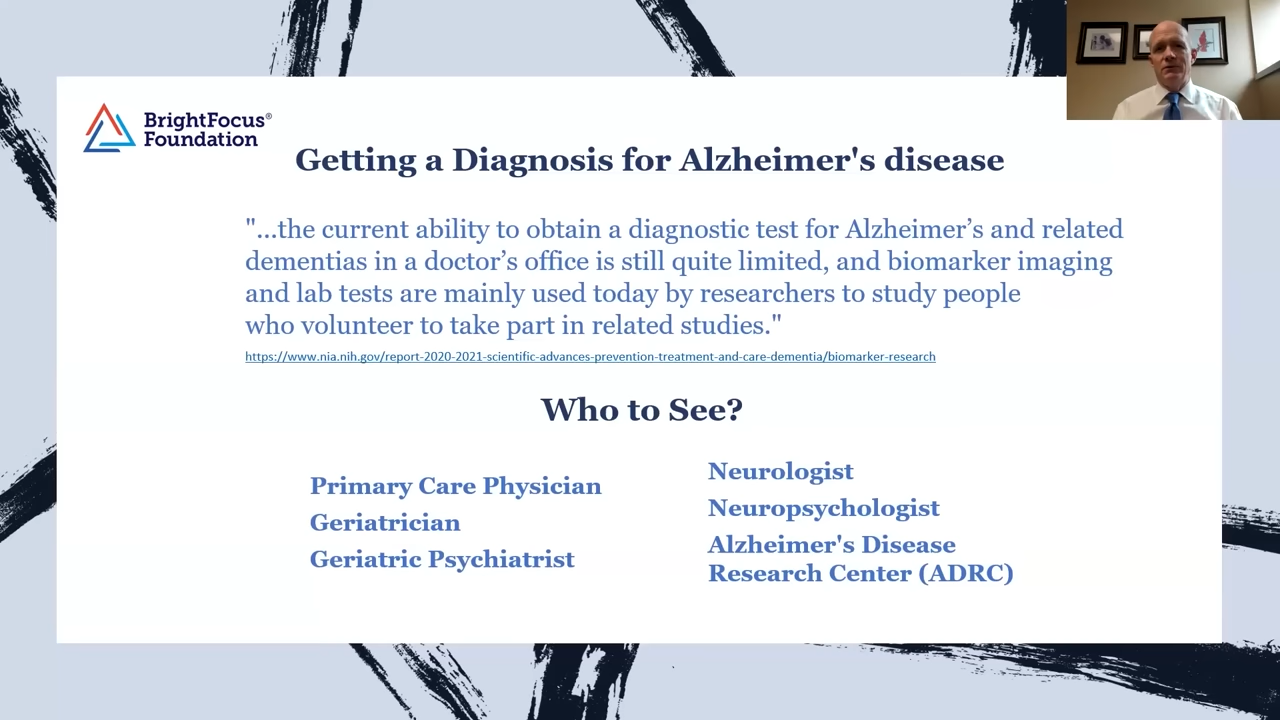 BrightFocus®
Foundation
Getting a Diagnosis for Alzheimer's disease
"...the current ability to obtain a diagnostic test for Alzheimer’s and related
dementias in a doctor’s office is still quite limited, and biomarker imaging
and lab tests are mainly used today by researchers to study people
who volunteer to take part in related studies."
https://www.nia.nih.gov/report-2020-2021-scientific-advances-prevention-treatment-and-care-dementia/biomarker-research
Who to See?
Primary Care Physician
Geriatrician
Geriatric Psychiatrist
Neurologist
Neuropsychologist
Alzheimer's Disease
Research Center (ADRC)